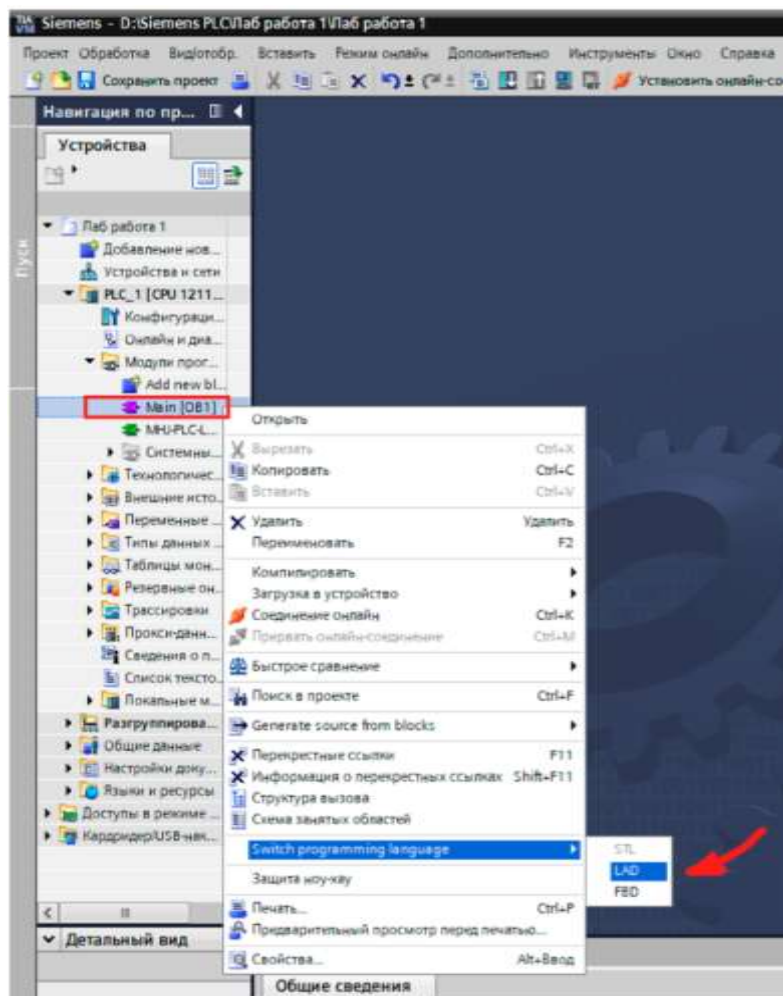 Siemens - D:\Siemens PLC\Лаб работа 1\Лаб работа 1
Проект Обработка Вид/отобр. Вставить Режим онлайн Дополнительно Инструменты Окно Справка
Сохранить проект Установить онлайн-со
Навигация по пр...
Устройства
Пуск
Лаб работа 1
Добавление нов...
Устройства и сети
PLC_1 [CPU 1211...
Конфигураци...
Онлайн и диа...
Модули прог...
Add new bl...
Main [OB1]
MHJ-PLC-L...
Системны...
Технологичес...
Внешние исто...
Переменные ...
Типы данных ...
Таблицы мон...
Резервные он...
Трассировки
Прокси-данн...
Сведения о п...
Список тексто...
Локальные м...
Разгруппирова...
Общие данные
Настройки доку...
Языки и ресурсы
Доступы в режиме ...
Кардридер/USB-нак...
Детальный вид
Открыть
Вырезать Ctrl+X
Копировать Ctrl+C
Вставить Ctrl+V
Удалить Удалить
Переименовать F2
Компилировать
Загрузка в устройство
Соединение онлайн Ctrl+K
Прервать онлайн-соединение Ctrl+M
Быстрое сравнение
Поиск в проекте Ctrl+F
Generate source from blocks
Перекрестные ссылки F11
Информация о перекрестных ссылках Shift+F11
Структура вызова
Схема занятых областей
Switch programming language
STL
LAD
FBD
Защита ноу-хау
Печать... Ctrl+P
Предварительный просмотр перед печатью...
Свойства... Alt+Ввод
Общие сведения